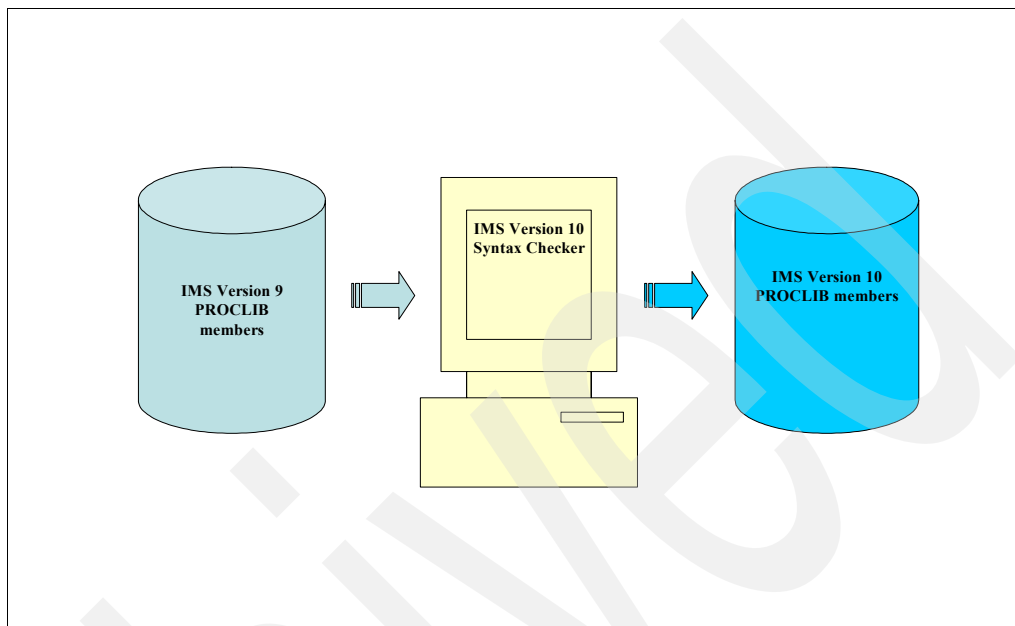 IMS Version 9
PROCLIB
members
IMS Version 10
Syntax Checker
IMS Version 10
PROCLIB members